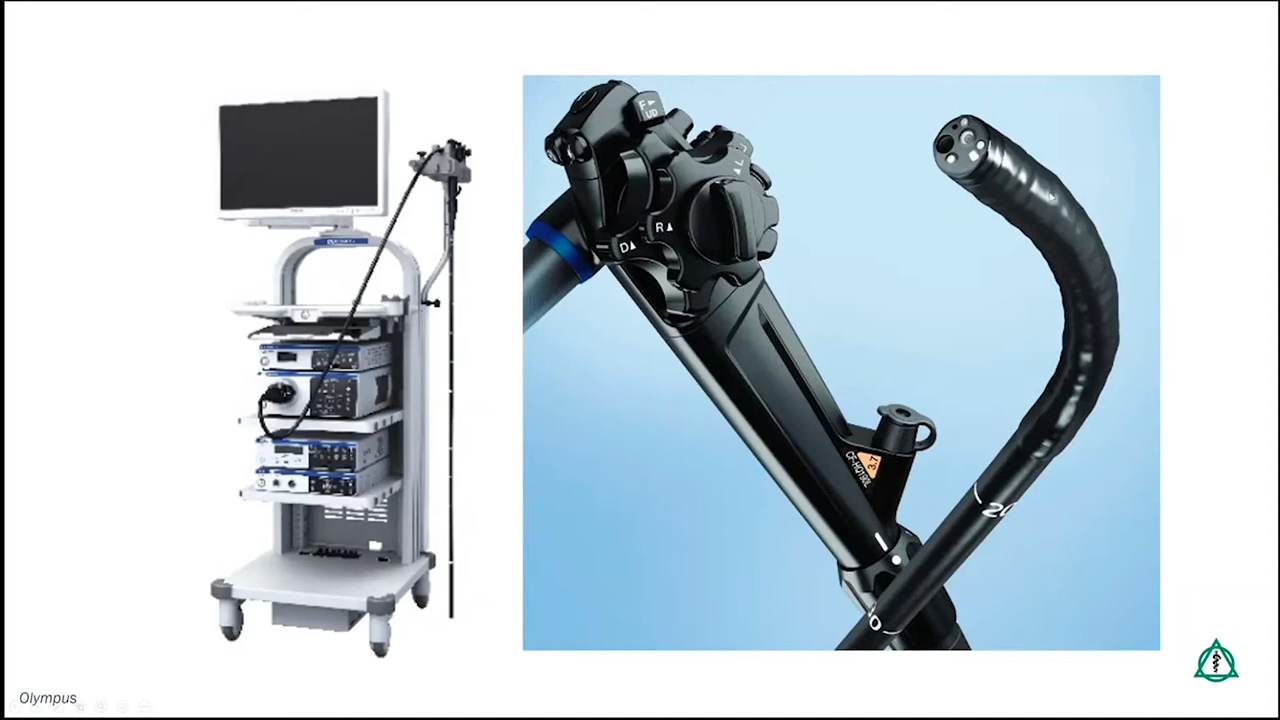 F▶
UD
▲L
D▲
R▲
3.7
CF-HQ190L
20
Olympus